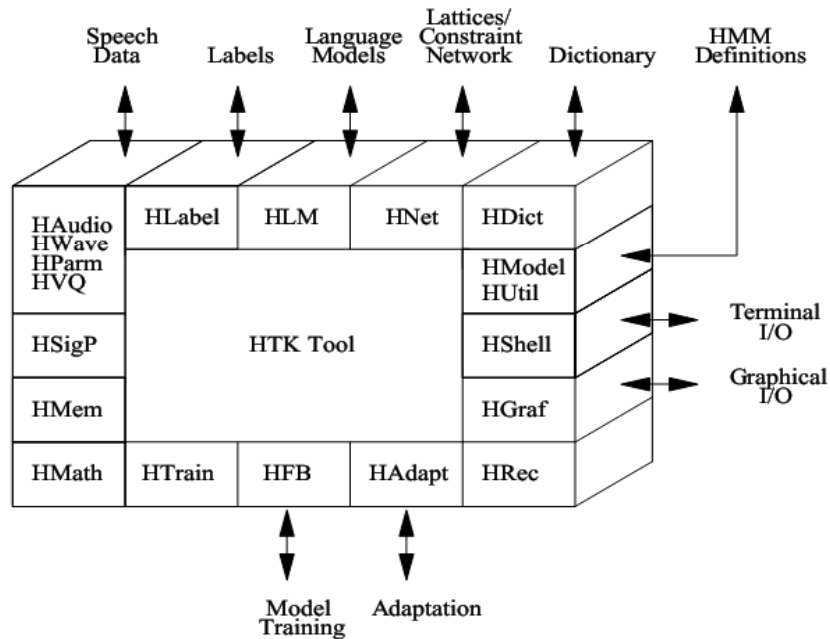 Speech
Data
Labels
Language
Models
Lattices/
Constraint
Network
Dictionary
HMM
Definitions
HAudio
HWave
HParm
HVQ
HLabel
HLM
HNet
HDict
HModel
HUtil
HSigP
HTK Tool
HShell
Terminal
I/O
HMem
HGraf
Graphical
I/O
HMath
HTrain
HFB
HAdapt
HRec
Model
Training
Adaptation